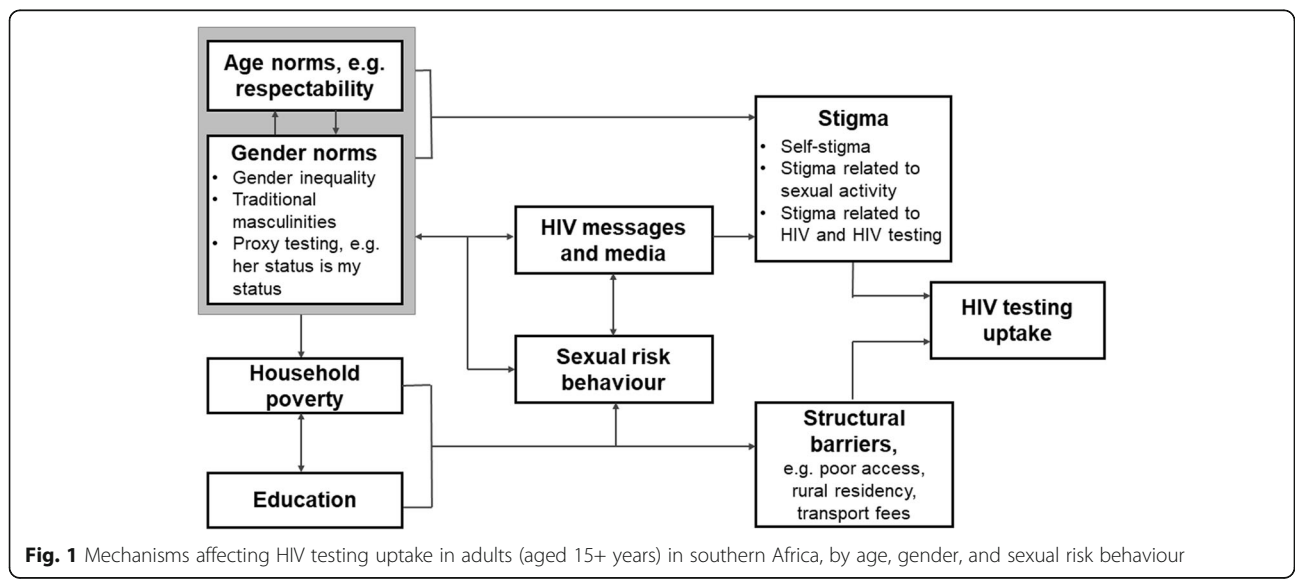 Age norms, e.g.
respectability
Gender norms
• Gender inequality
• Traditional
masculinities
• Proxy testing, e.g.
her status is my
status
Household
poverty
Education
HIV messages
and media
Sexual risk
behaviour
Stigma
• Self-stigma
• Stigma related to
sexual activity
• Stigma related to
HIV and HIV testing
Structural
barriers,
e.g. poor access,
rural residency,
transport fees
HIV testing
uptake
Fig. 1 Mechanisms affecting HIV testing uptake in adults (aged 15+ years) in southern Africa, by age, gender, and sexual risk behaviour